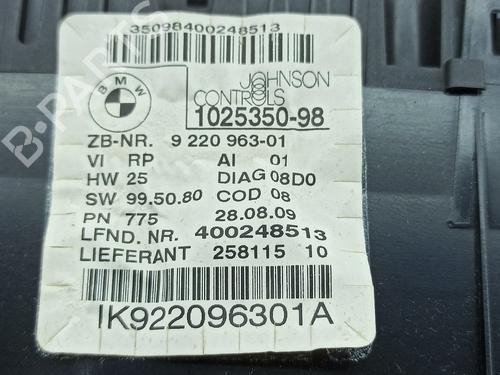 35098400248513
BMW
JOHNSON
CONTROLS
1025350-98
ZB-NR. 9 220 963-01
VI RP AI 01
HW 25 DIAG 08D0
SW 99.50.80 COD 08
PN 775 28.08.09
LFND. NR. 400248513
LIEFERANT 258115 10
IK922096301A
B-PARTS